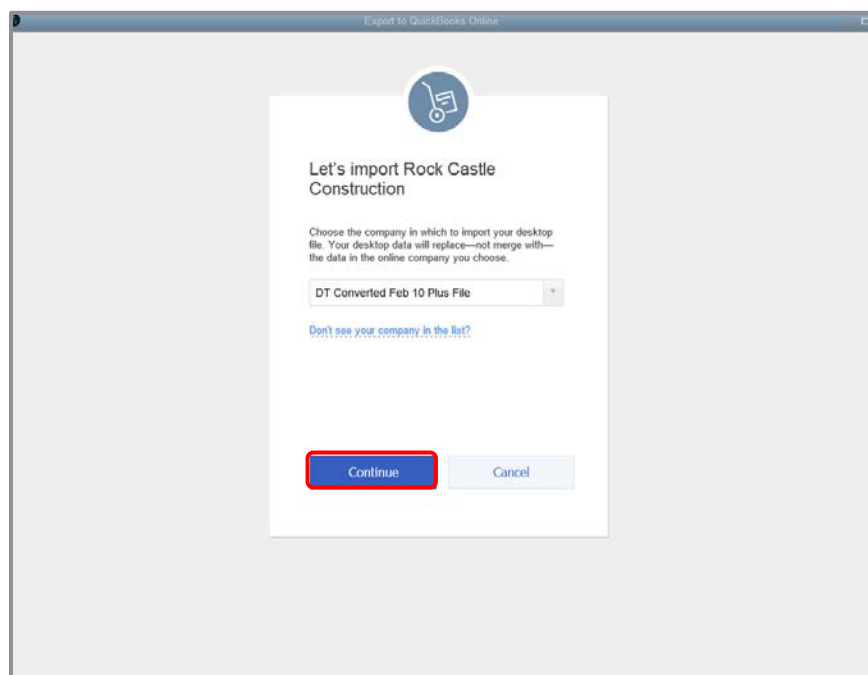 Export to QuickBooks Online
Let's import Rock Castle
Construction
Choose the company in which to import your desktop
file. Your desktop data will replace—not merge with—
the data in the online company you choose.
DT Converted Feb 10 Plus File
Don't see your company in the list?
Continue
Cancel